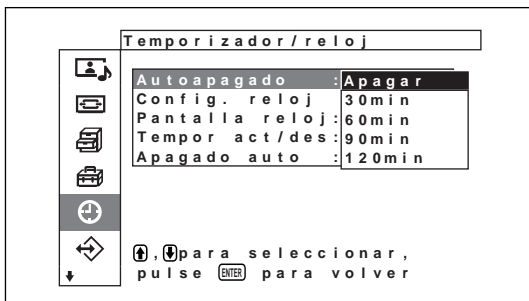 Temporizador/reloj
Autoapagado :Apagar
Config. reloj 30min
Pantalla reloj:60min
Tempor act/des:90min
Apagado auto :120min
,para seleccionar,
pulse ENTER para volver